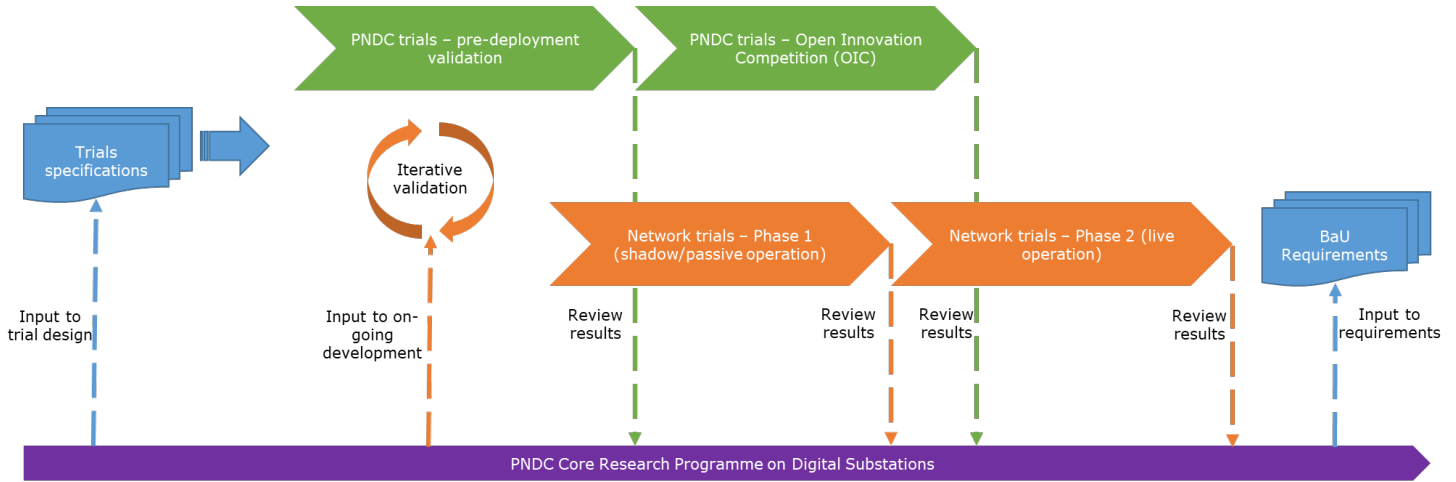 PNDC trials – pre-deployment
validation
PNDC trials – Open Innovation
Competition (OIC)
Trials
specifications
Iterative
validation
Network trials – Phase 1
(shadow/passive operation)
Network trials – Phase 2 (live
operation)
BaU
Requirements
Input to
trial design
Input to on-
going
development
Review
results
Review
results
Review
results
Review
results
Input to
requirements
PNDC Core Research Programme on Digital Substations